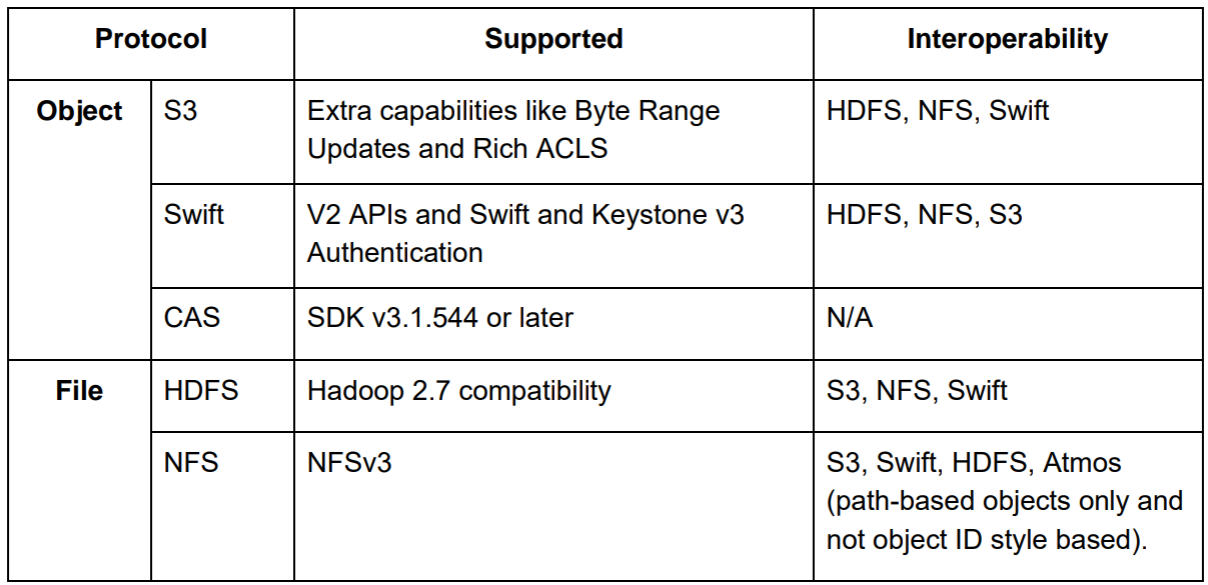 Protocol Supported Interoperability
Object S3 Extra capabilities like Byte Range HDFS, NFS, Swift
Updates and Rich ACLS
Swift V2 APIs and Swift and Keystone v3 HDFS, NFS, S3
Authentication
CAS SDK v3.1.544 or later N/A
File HDFS Hadoop 2.7 compatibility S3, NFS, Swift
NFS NFSv3 S3, Swift, HDFS, Atmos
(path-based objects only and
not object ID style based).